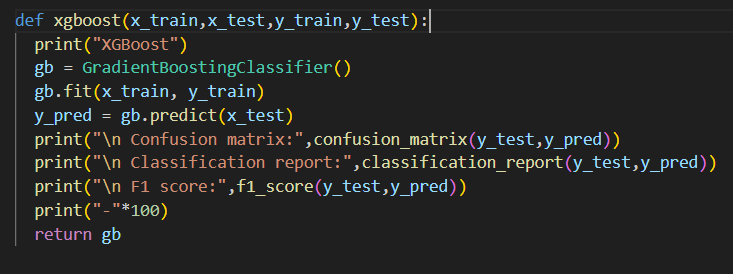 def xgboost(x_train,x_test,y_train,y_test):
  print("XGBoost")
  gb = GradientBoostingClassifier()
  gb.fit(x_train, y_train)
  y_pred = gb.predict(x_test)
  print("\n Confusion matrix:",confusion_matrix(y_test,y_pred))
  print("\n Classification report:",classification_report(y_test,y_pred))
  print("\n F1 score:",f1_score(y_test,y_pred))
  print("-"*100)
  return gb